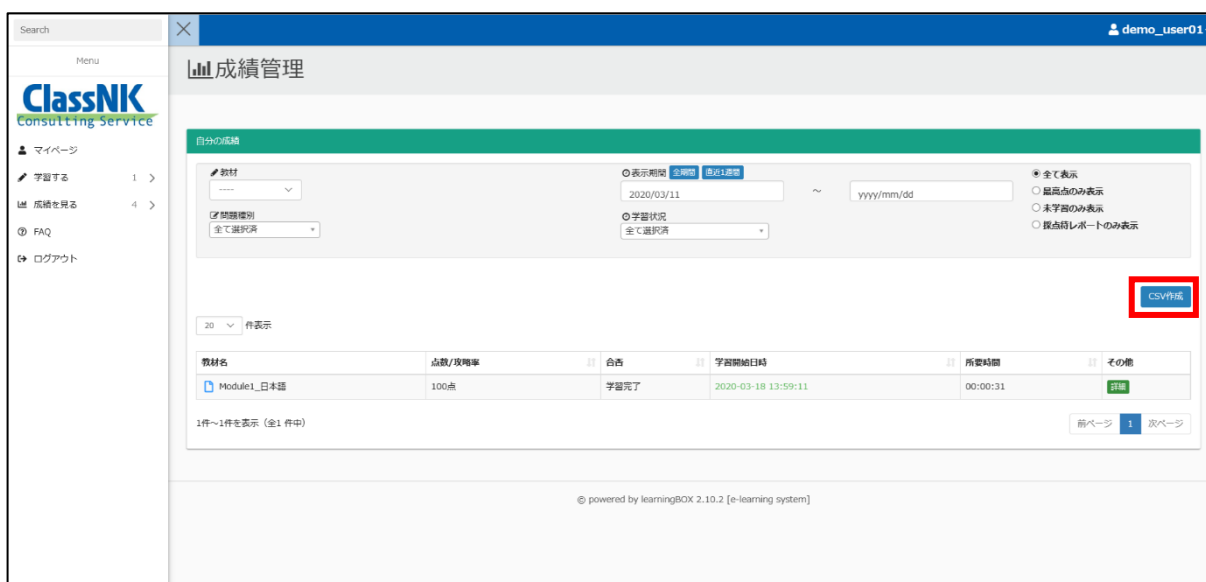 Search
demo_user01
Menu
ClassNK
Consulting Service
マイページ
学習する 1
成績を見る 4
FAQ
ログアウト
成績管理
自分の成績
教材
----
問題種別
全て選択済
表示期間 全期間 直近1週間
2020/03/11 ~ yyyy/mm/dd
学習状況
全て選択済
全て表示
最高点のみ表示
未学習のみ表示
採点待レポートのみ表示
CSV作成
20 件表示
教材名 点数/攻略率 合否 学習開始日時 所要時間 その他
Module1_日本語 100点 学習完了 2020-03-18 13:59:11 00:00:31 詳細
1件~1件を表示(全1 件中)
前ページ 1 次ページ
© powered by learningBOX 2.10.2 [e-learning system]